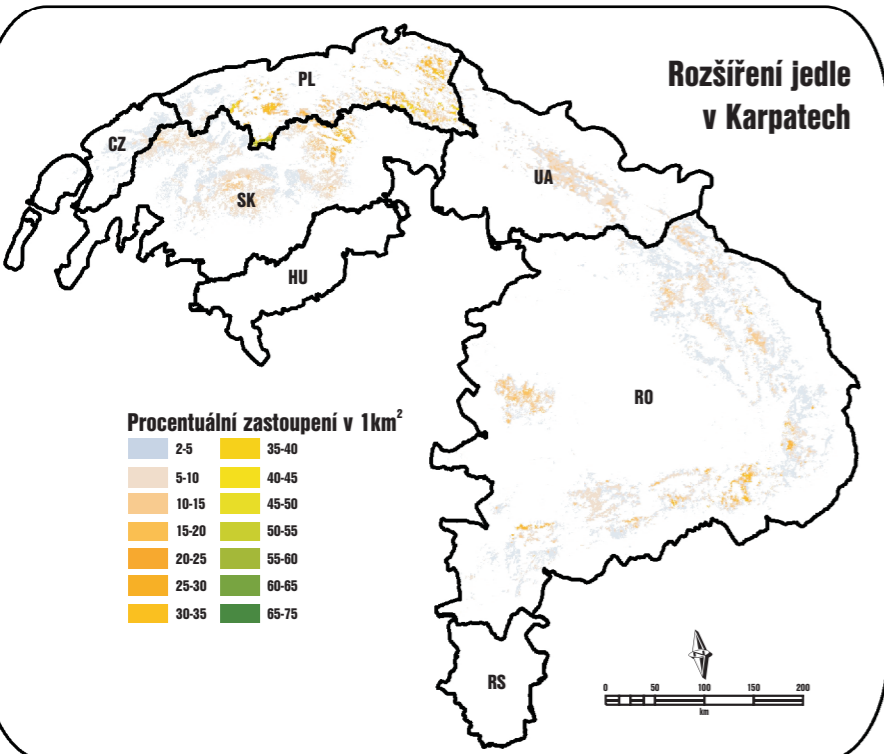 Rozšíření jedle
v Karpatech
PL
CZ
SK
UA
HU
RO
RS
Procentuální zastoupení v 1km²
2-5
5-10
10-15
15-20
20-25
25-30
30-35
35-40
40-45
45-50
50-55
55-60
60-65
65-75
0 50 100 150 200
km